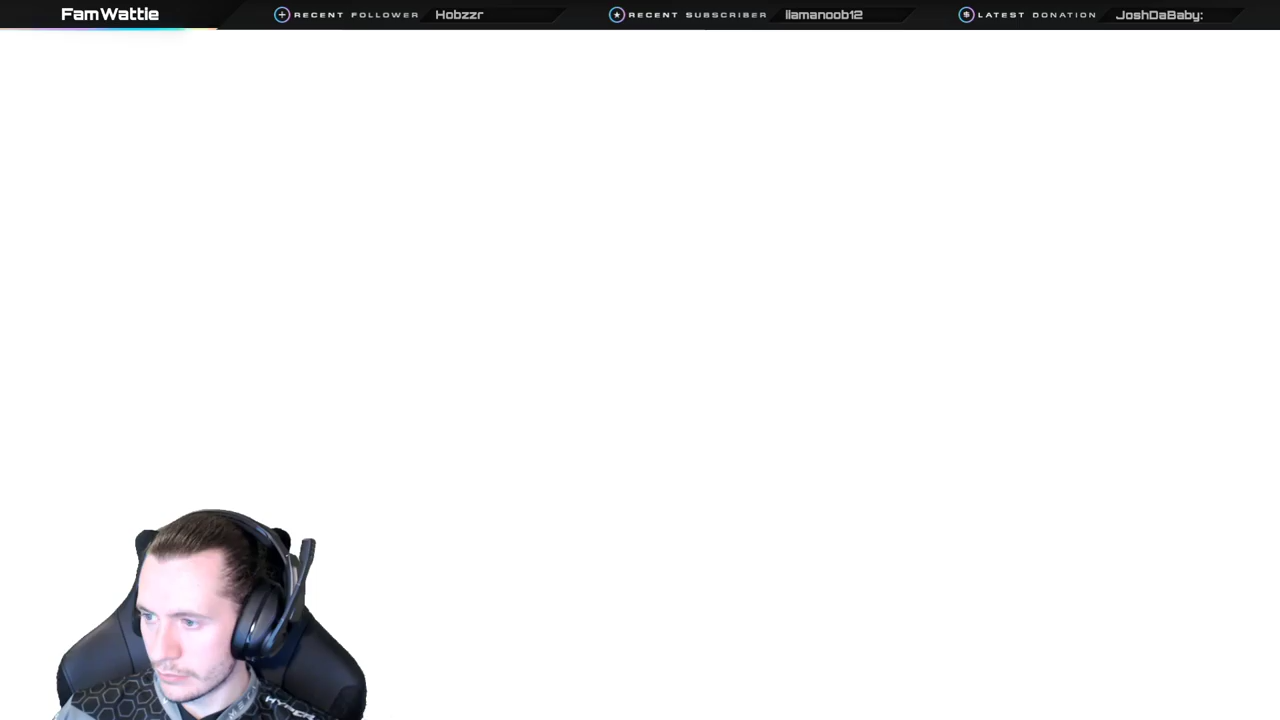 FamWattle
RECENT FOLLOWER Hobzzr
RECENT SUBSCRIBER llamanoob12
LATEST DONATION JoshDaBaby: